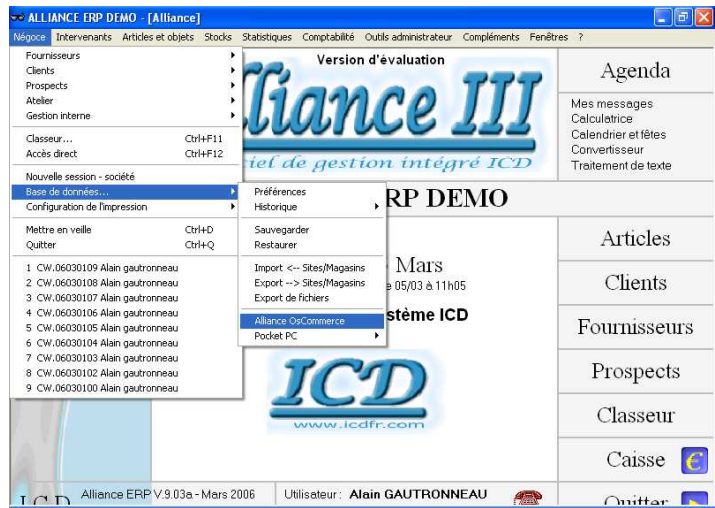 ALLIANCE ERP DEMO - [Alliance]
Négoce Intervenants Articles et objets Stocks Statistiques Comptabilité Outils administrateur Compléments Fenêtres ?
Fournisseurs
Clients
Prospects
Atelier
Gestion interne
Classeur... Ctrl+F11
Accès direct Ctrl+F12
Nouvelle session - société
Base de données...
Configuration de l'impression
Mettre en veille Ctrl+D
Quitter Ctrl+Q
1 CW.06030109 Alain gautronneau
2 CW.06030108 Alain gautronneau
3 CW.06030107 Alain gautronneau
4 CW.06030106 Alain gautronneau
5 CW.06030105 Alain gautronneau
6 CW.06030104 Alain gautronneau
7 CW.06030103 Alain gautronneau
8 CW.06030102 Alain gautronneau
9 CW.06030100 Alain gautronneau
Préférences
Historique
Sauvegarder
Restaurer
Import <-- Sites/Magasins
Export --> Sites/Magasins
Export de fichiers
Alliance OsCommerce
Pocket PC
Version d'évaluation
lliance III
iel de gestion intégré ICD
RP DEMO
Mars
05/03 à 11h05
stème ICD
ICD
www.icdfr.com
Agenda
Mes messages
Calculatrice
Calendrier et fêtes
Convertisseur
Traitement de texte
Articles
Clients
Fournisseurs
Prospects
Classeur
Caisse €
Quitter
ICD
Alliance ERP V.9.03a - Mars 2006
Utilisateur : Alain GAUTRONNEAU